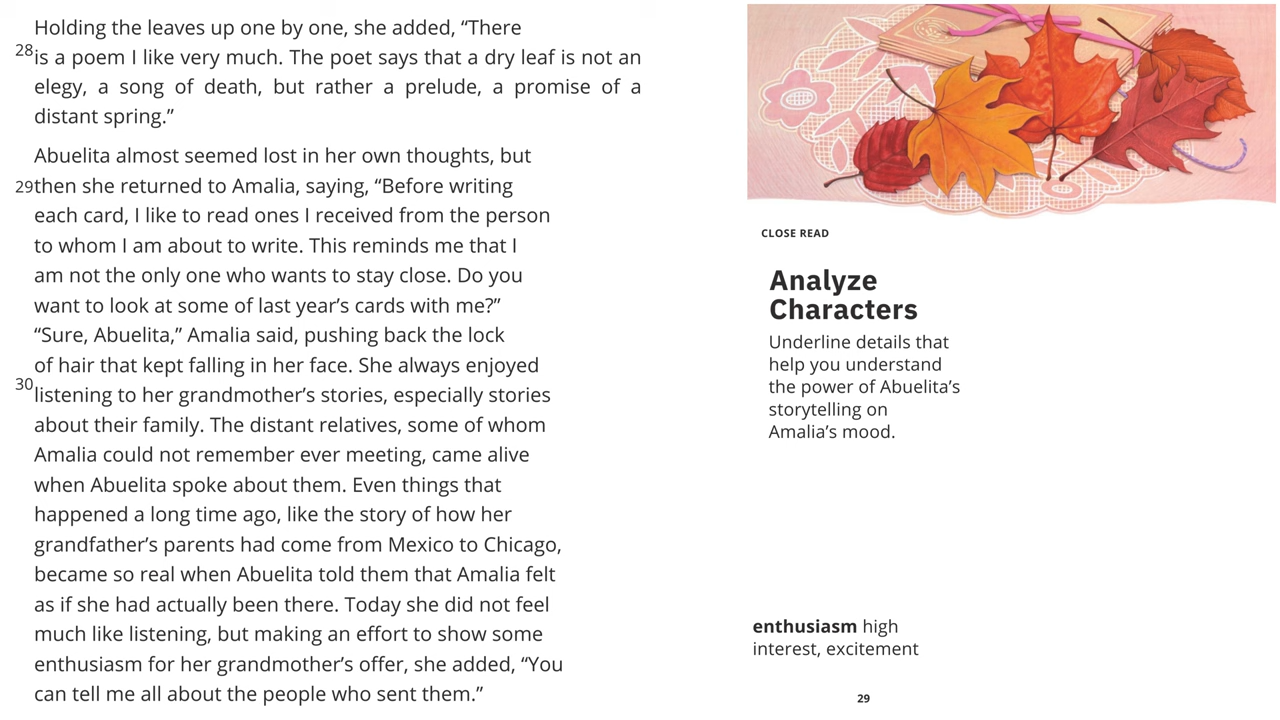 Holding the leaves up one by one, she added, “There
28 is a poem I like very much. The poet says that a dry leaf is not an
elegy, a song of death, but rather a prelude, a promise of a
distant spring.”
Abuelita almost seemed lost in her own thoughts, but
29 then she returned to Amalia, saying, “Before writing
each card, I like to read ones I received from the person
to whom I am about to write. This reminds me that I
am not the only one who wants to stay close. Do you
want to look at some of last year’s cards with me?”
“Sure, Abuelita,” Amalia said, pushing back the lock
of hair that kept falling in her face. She always enjoyed
30 listening to her grandmother’s stories, especially stories
about their family. The distant relatives, some of whom
Amalia could not remember ever meeting, came alive
when Abuelita spoke about them. Even things that
happened a long time ago, like the story of how her
grandfather’s parents had come from Mexico to Chicago,
became so real when Abuelita told them that Amalia felt
as if she had actually been there. Today she did not feel
much like listening, but making an effort to show some
enthusiasm for her grandmother’s offer, she added, “You
can tell me all about the people who sent them.”
CLOSE READ
Analyze
Characters
Underline details that
help you understand
the power of Abuelita’s
storytelling on
Amalia’s mood.
enthusiasm high
interest, excitement
29